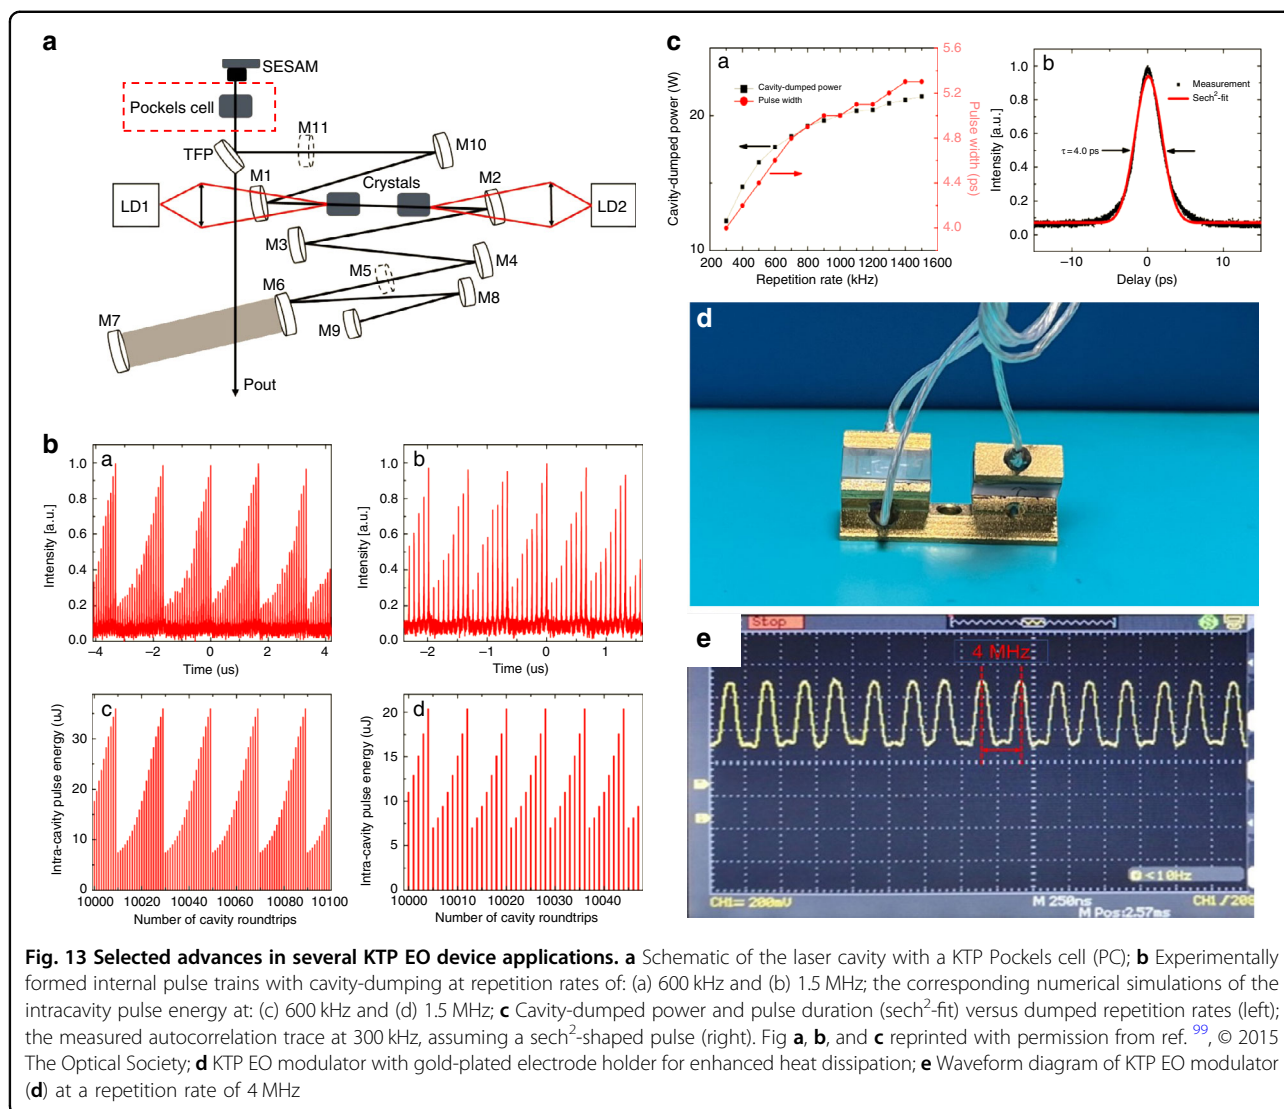 a
SESAM
Pockels cell
M11
TFP
M10
M1
Crystals
M2
LD1
LD2
M3
M4
M5
M6
M8
M7
M9
Pout
c
a
Cavity-dumped power (W)
20
10
Cavity-dumped power
Pulse width
5.6
5.2
4.8
4.4
4.0
Pulse width (ps)
200 400 600 800 1000 1200 1400 1600
Repetition rate (kHz)
b
Intensity [a.u.]
1.0
0.8
0.6
0.4
0.2
0.0
Measurement
Sech²-fit
τ = 4.0 ps
−10 0 10
15
Delay (ps)
d
b
a
Intensity [a.u.]
1.0
0.8
0.6
0.4
0.2
0.0
−4 −2 0 2 4
Time (us)
b
Intensity [a.u.]
1.0
0.8
0.6
0.4
0.2
0.0
−2 0
Time (us)
c
Intra-cavity pulse energy (uJ)
30
20
10
0
10000 10020 10040 10060 10080 10100
Number of cavity roundtrips
d
Intra-cavity pulse energy (uJ)
20
15
10
5
0
10000 10010 10020 10030 10040
Number of cavity roundtrips
e
Stop
4 MHz
<10Hz
CH1= 200mV
M 250ns
M Pos:2.57ms
Fig. 13 Selected advances in several KTP EO device applications. a Schematic of the laser cavity with a KTP Pockels cell (PC); b Experimentally
formed internal pulse trains with cavity-dumping at repetition rates of: (a) 600 kHz and (b) 1.5 MHz; the corresponding numerical simulations of the
intracavity pulse energy at: (c) 600 kHz and (d) 1.5 MHz; c Cavity-dumped power and pulse duration (sech²-fit) versus dumped repetition rates (left);
the measured autocorrelation trace at 300 kHz, assuming a sech²-shaped pulse (right). Fig a, b, and c reprinted with permission from ref. 99, © 2015
The Optical Society; d KTP EO modulator with gold-plated electrode holder for enhanced heat dissipation; e Waveform diagram of KTP EO modulator
(d) at a repetition rate of 4 MHz